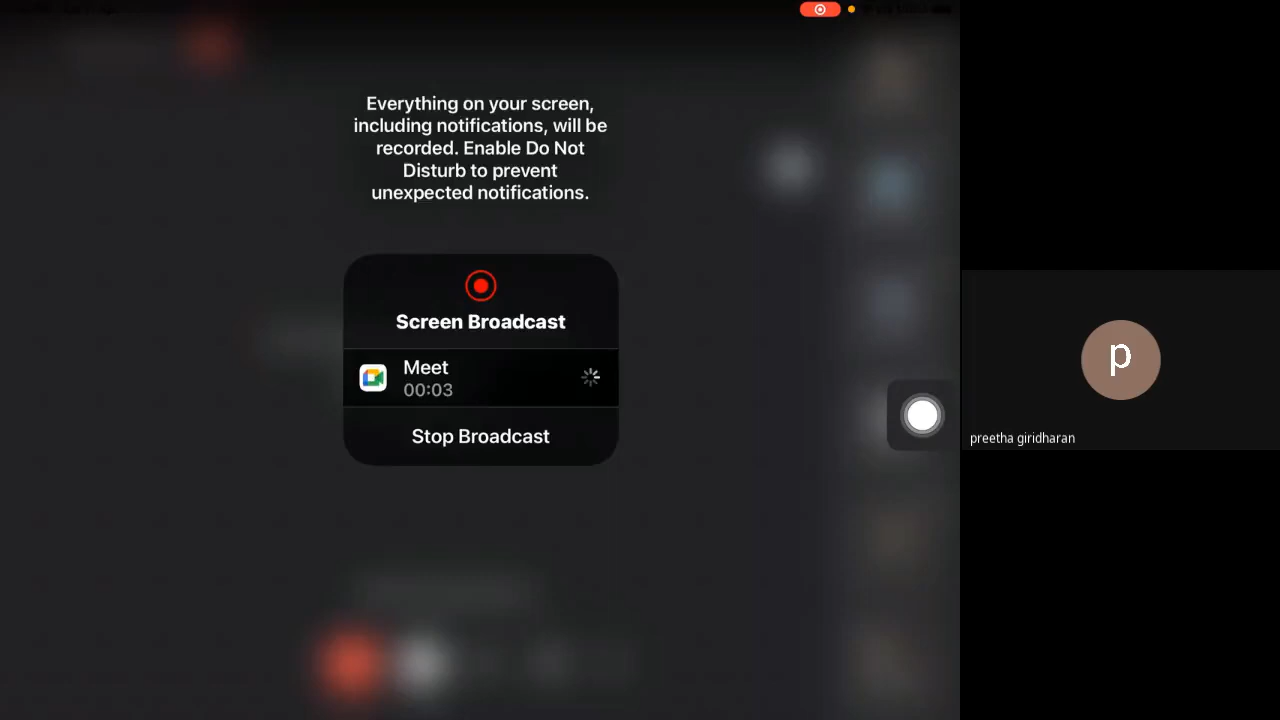 Everything on your screen,
including notifications, will be
recorded. Enable Do Not
Disturb to prevent
unexpected notifications.
Screen Broadcast
Meet
00:03
Stop Broadcast
p
preetha giridharan